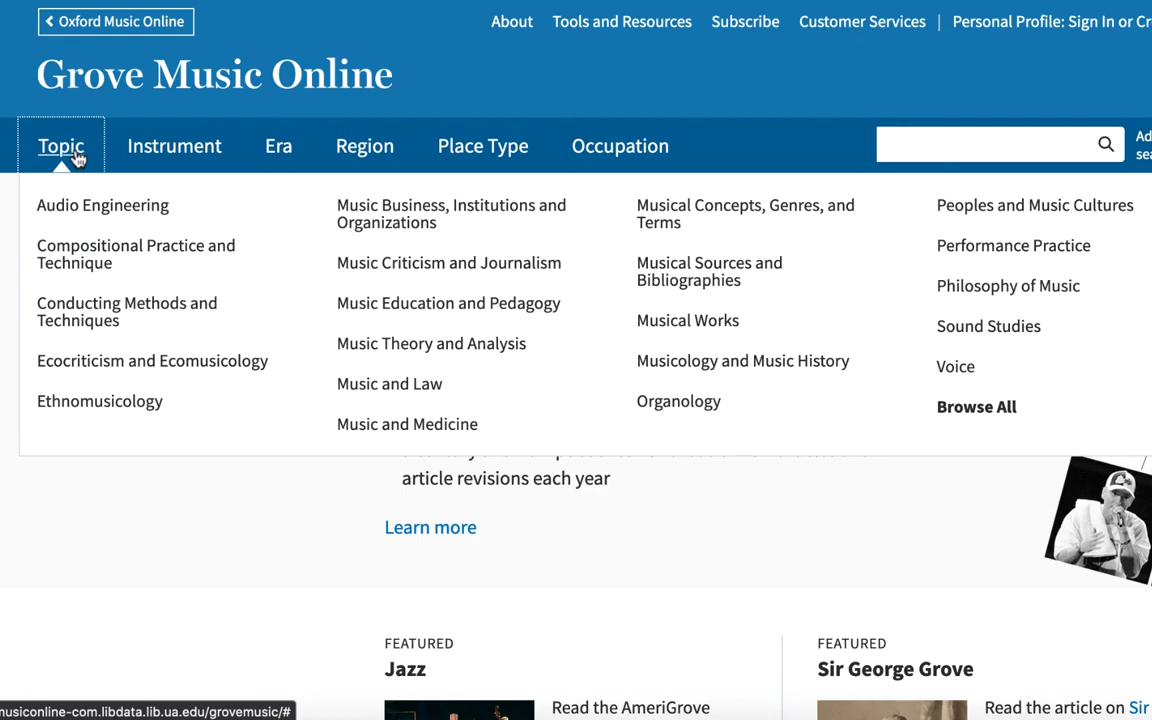 Oxford Music Online
About Tools and Resources Subscribe Customer Services Personal Profile: Sign In or
Grove Music Online
Topic Instrument Era Region Place Type Occupation
Audio Engineering
Compositional Practice and
Technique
Conducting Methods and
Techniques
Ecocriticism and Ecomusicology
Ethnomusicology
Music Business, Institutions and
Organizations
Music Criticism and Journalism
Music Education and Pedagogy
Music Theory and Analysis
Music and Law
Music and Medicine
Musical Concepts, Genres, and
Terms
Musical Sources and
Bibliographies
Musical Works
Musicology and Music History
Organology
Peoples and Music Cultures
Performance Practice
Philosophy of Music
Sound Studies
Voice
Browse All
article revisions each year
Learn more
FEATURED
Jazz
Read the AmeriGrove
FEATURED
Sir George Grove
Read the article on Sir
musiconline-com.libdata.lib.ua.edu/grovemusic/#